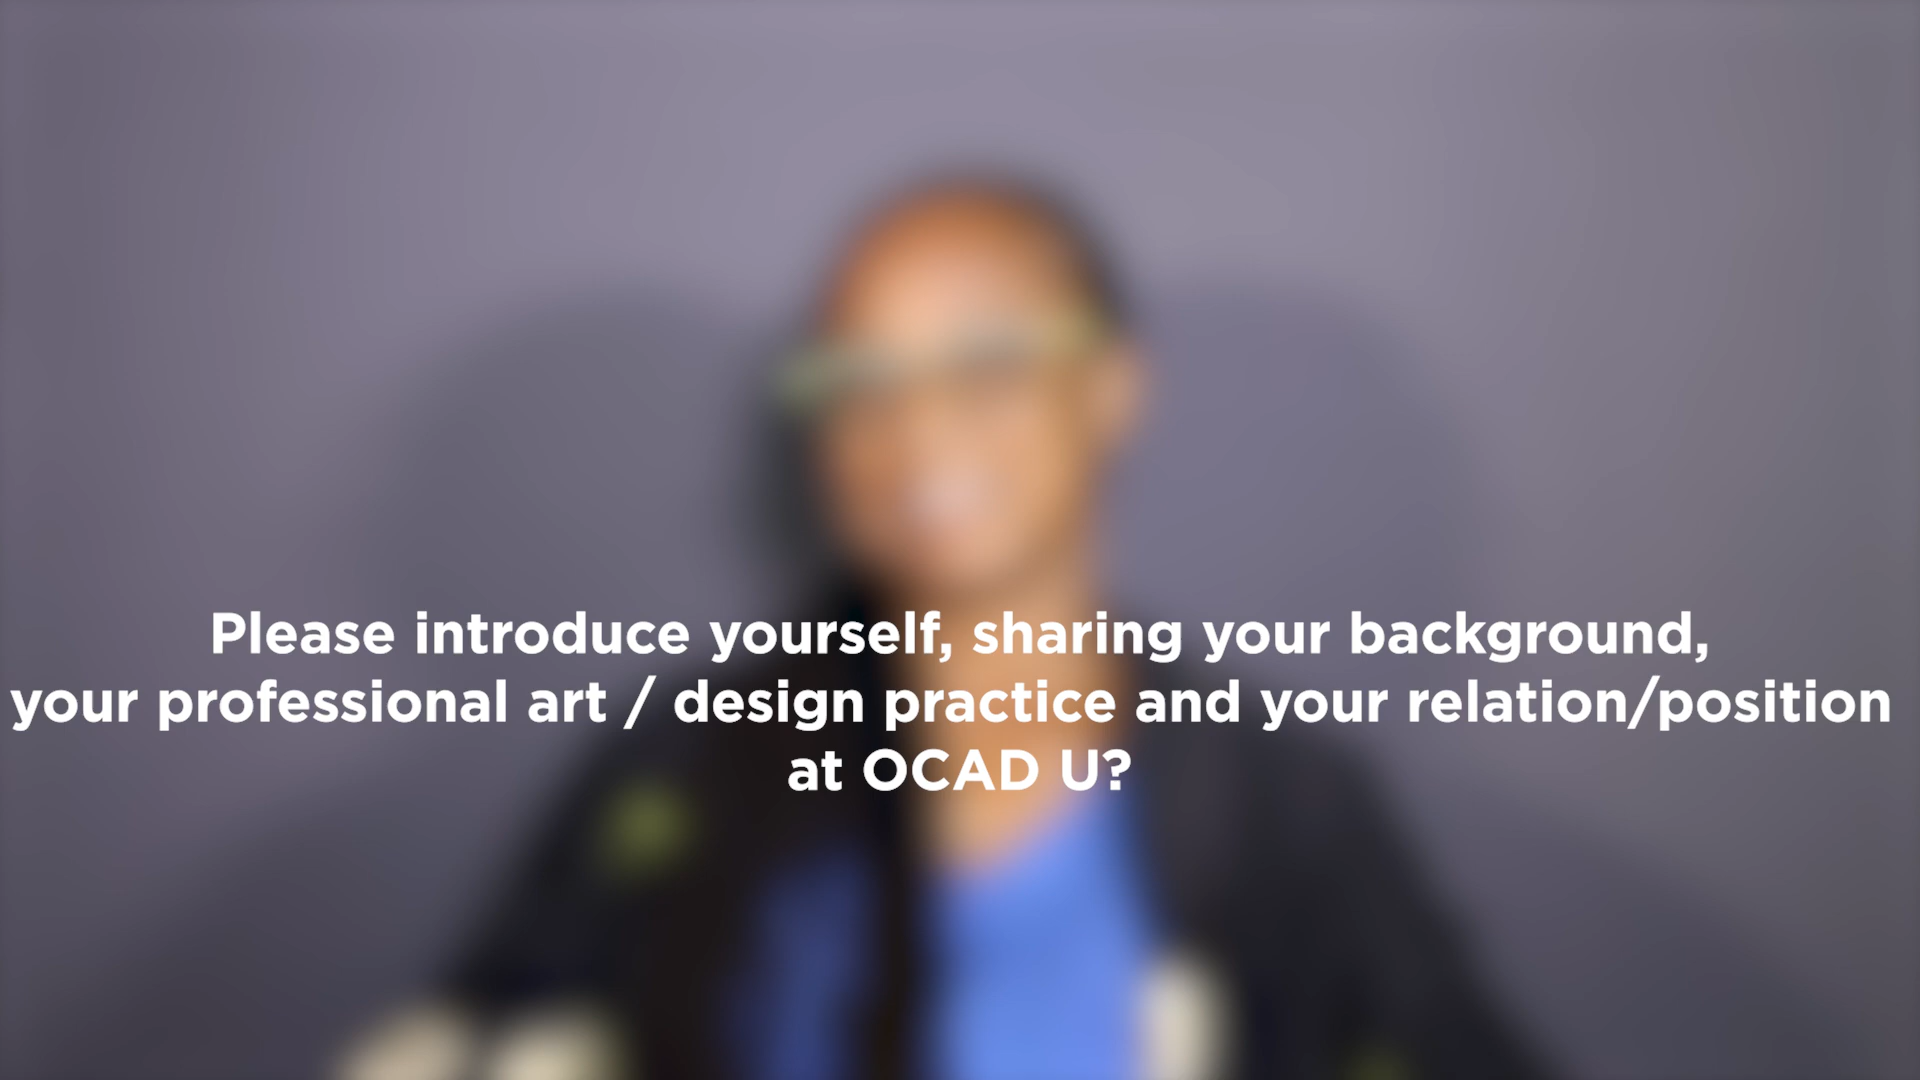 Please introduce yourself, sharing your background,
your professional art / design practice and your relation/position
at OCAD U?